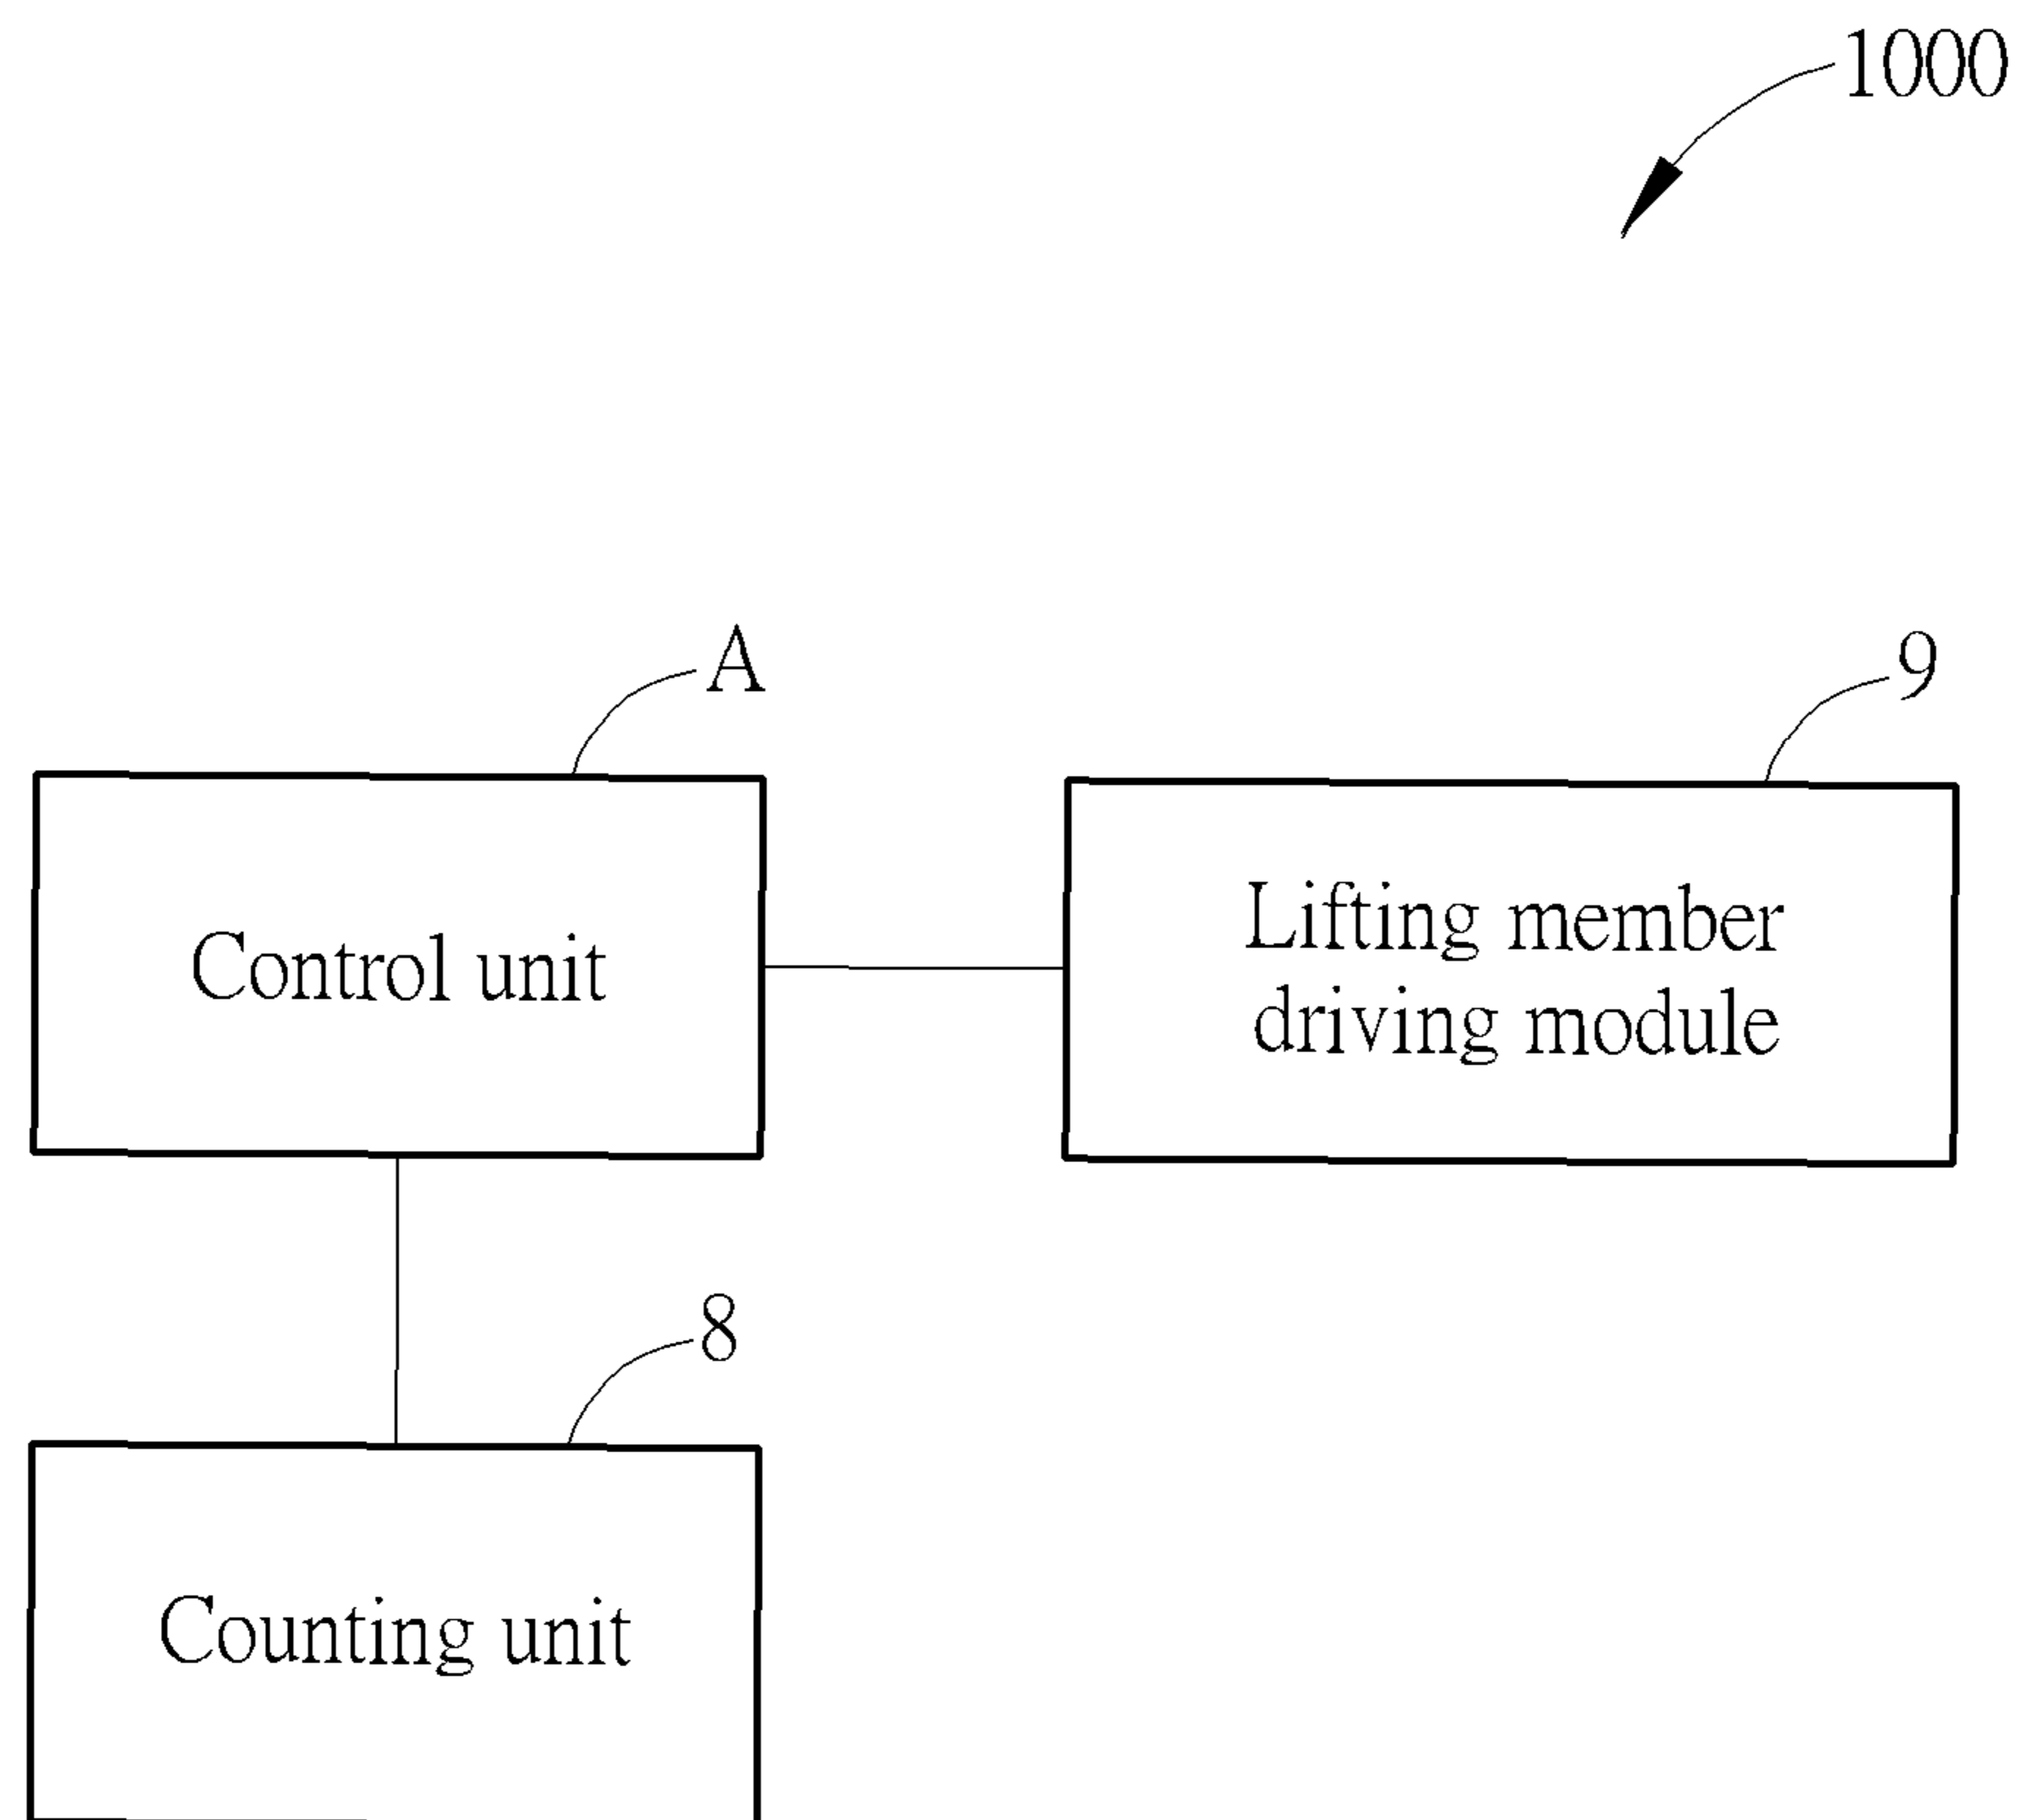 1000
A
9
Control unit
Lifting member
driving module
8
Counting unit